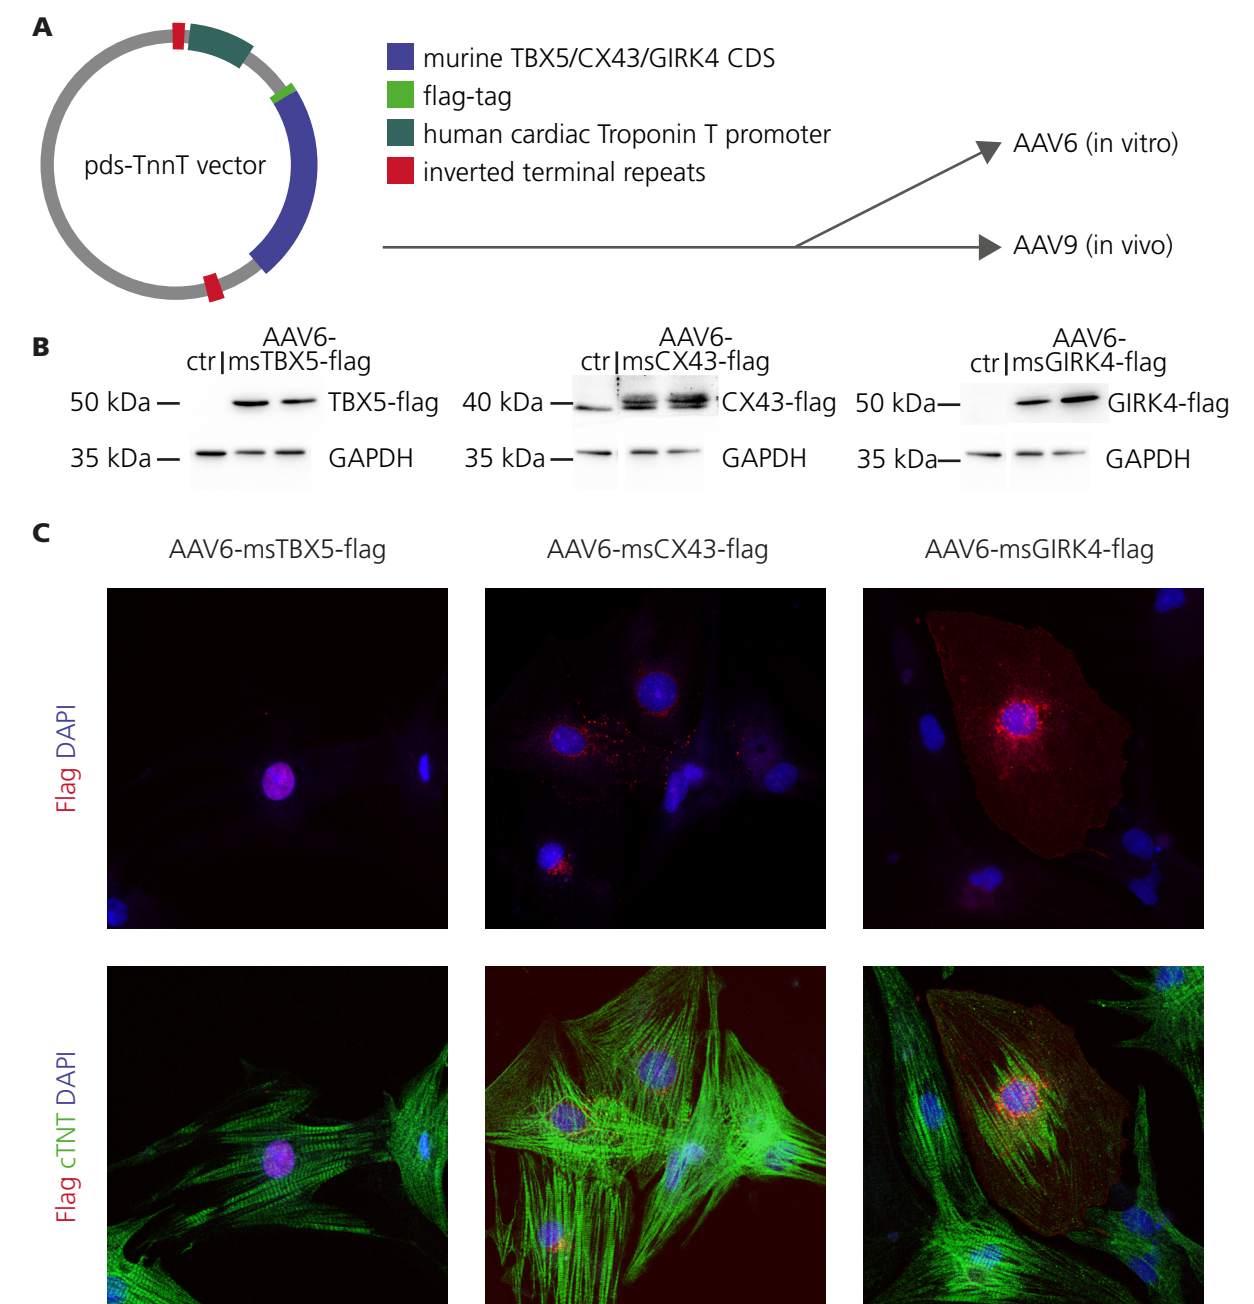 A
pds-TnnT vector
murine TBX5/CX43/GIRK4 CDS
flag-tag
human cardiac Troponin T promoter
inverted terminal repeats
AAV6 (in vitro)
AAV9 (in vivo)
B
AAV6-
ctr|msTBX5-flag
50 kDa
TBX5-flag
35 kDa
GAPDH
AAV6-
ctr|msCX43-flag
40 kDa
CX43-flag
35 kDa
GAPDH
AAV6-
ctr|msGIRK4-flag
50 kDa
GIRK4-flag
35 kDa
GAPDH
C
AAV6-msTBX5-flag
AAV6-msCX43-flag
AAV6-msGIRK4-flag
Flag DAPI
Flag cTNT DAPI